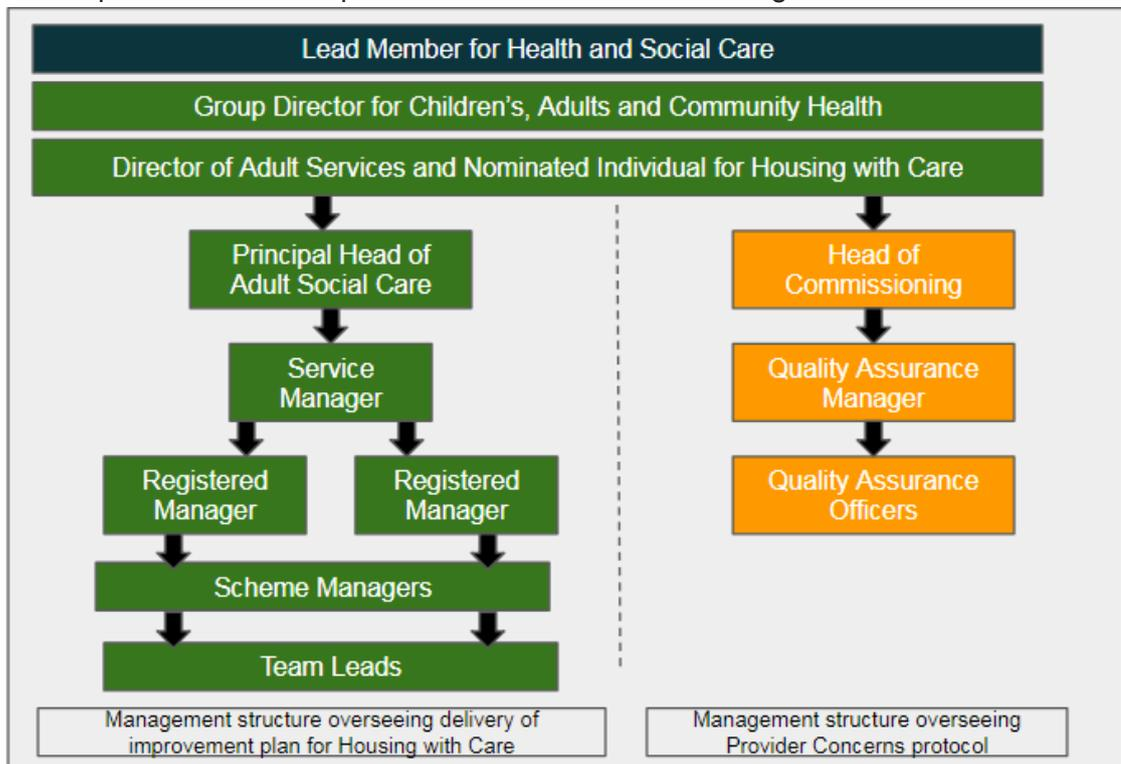 Lead Member for Health and Social Care
Group Director for Children's, Adults and Community Health
Director of Adult Services and Nominated Individual for Housing with Care
Principal Head of
Adult Social Care
Service
Manager
Registered
Manager
Registered
Manager
Scheme Managers
Team Leads
Management structure overseeing delivery of
improvement plan for Housing with Care
Head of
Commissioning
Quality Assurance
Manager
Quality Assurance
Officers
Management structure overseeing
Provider Concerns protocol